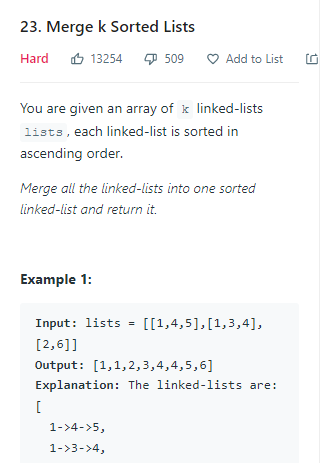 23. Merge k Sorted Lists
Hard 13254 509 Add to List
You are given an array of k linked-lists
lists, each linked-list is sorted in
ascending order.
Merge all the linked-lists into one sorted
linked-list and return it.
Example 1:
Input: lists = [[1,4,5],[1,3,4],
[2,6]]
Output: [1,1,2,3,4,4,5,6]
Explanation: The linked-lists are:
[
1->4->5,
1->3->4,